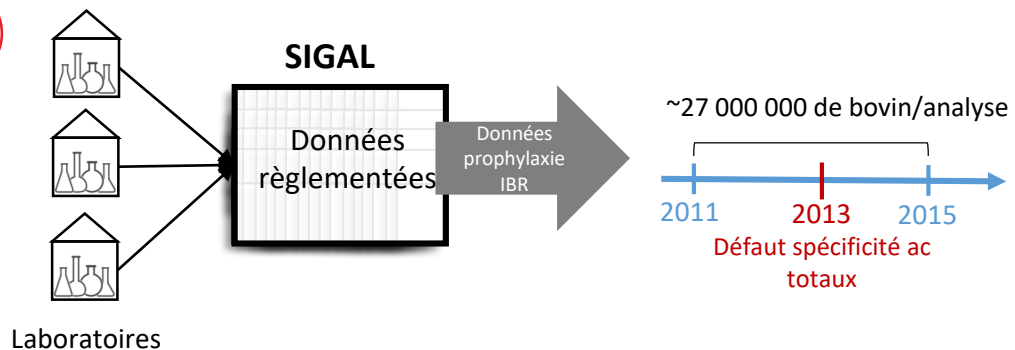 SIGAL
Données
règlementées
Données
prophylaxie
IBR
~27 000 000 de bovin/analyse
2011
2013
2015
Défaut spécificité ac
totaux
Laboratoires